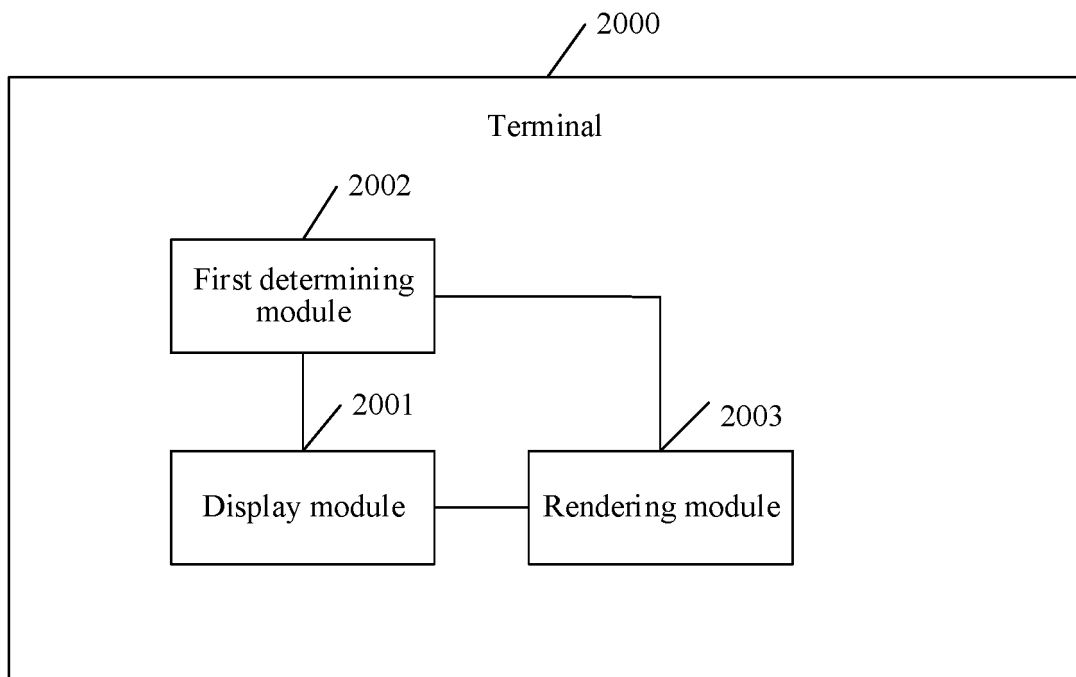 2000
Terminal
2002
First determining
module
2001
2003
Display module
Rendering module